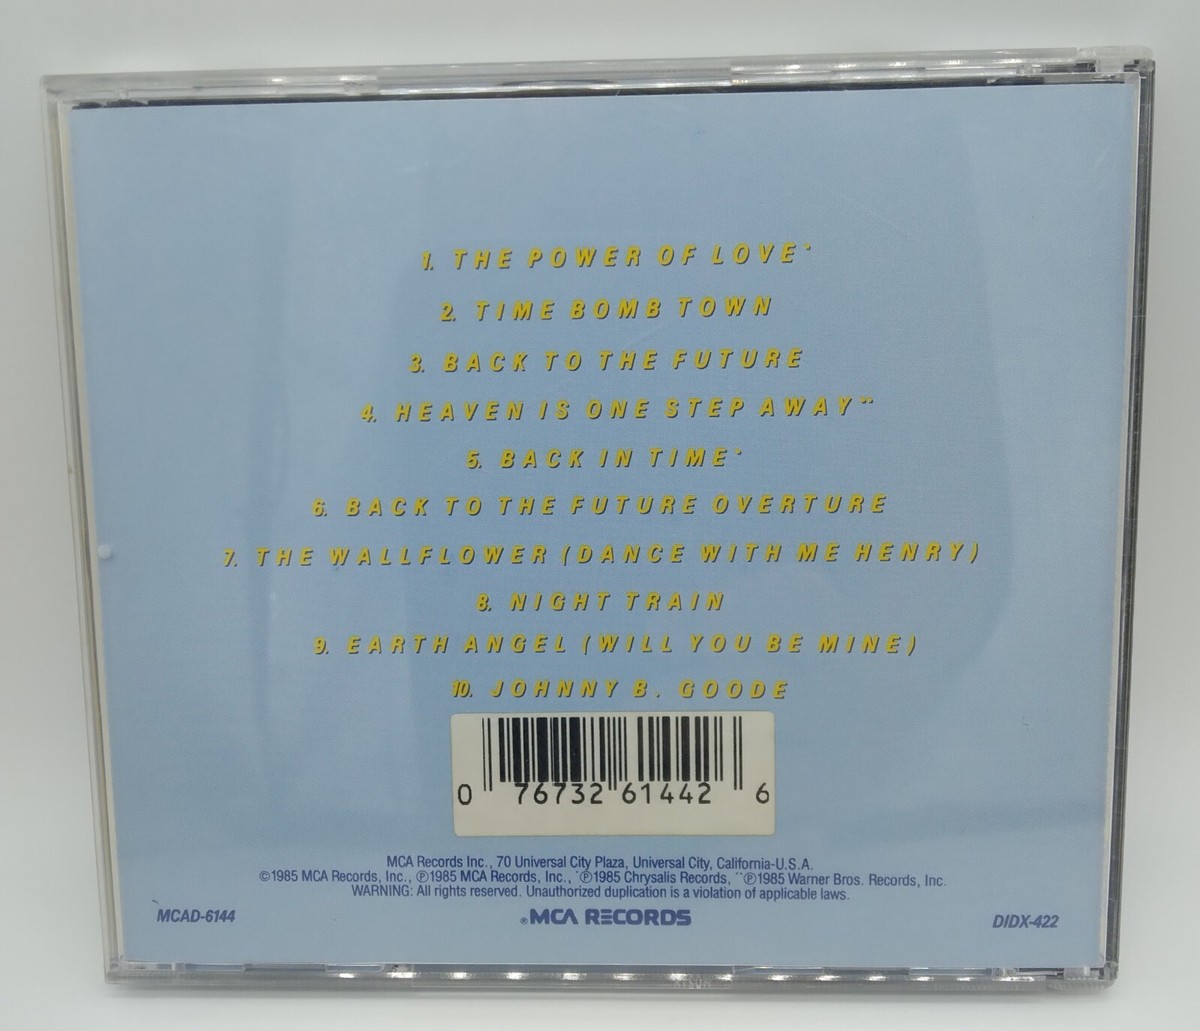 1. THE POWER OF LOVE*
2. TIME BOMB TOWN
3. BACK TO THE FUTURE
4. HEAVEN IS ONE STEP AWAY**
5. BACK IN TIME*
6. BACK TO THE FUTURE OVERTURE
7. THE WALLFLOWER (DANCE WITH ME HENRY)
8. NIGHT TRAIN
9. EARTH ANGEL (WILL YOU BE MINE)
10. JOHNNY B. GOODE
0 76732 61442 6
MCA Records Inc., 70 Universal City Plaza, Universal City, California-U.S.A.
©1985 MCA Records, Inc., ℗1985 MCA Records, Inc., *℗1985 Chrysalis Records, **℗1985 Warner Bros. Records, Inc.
WARNING: All rights reserved. Unauthorized duplication is a violation of applicable laws.
MCAD-6144 ®MCA RECORDS DIDX-422